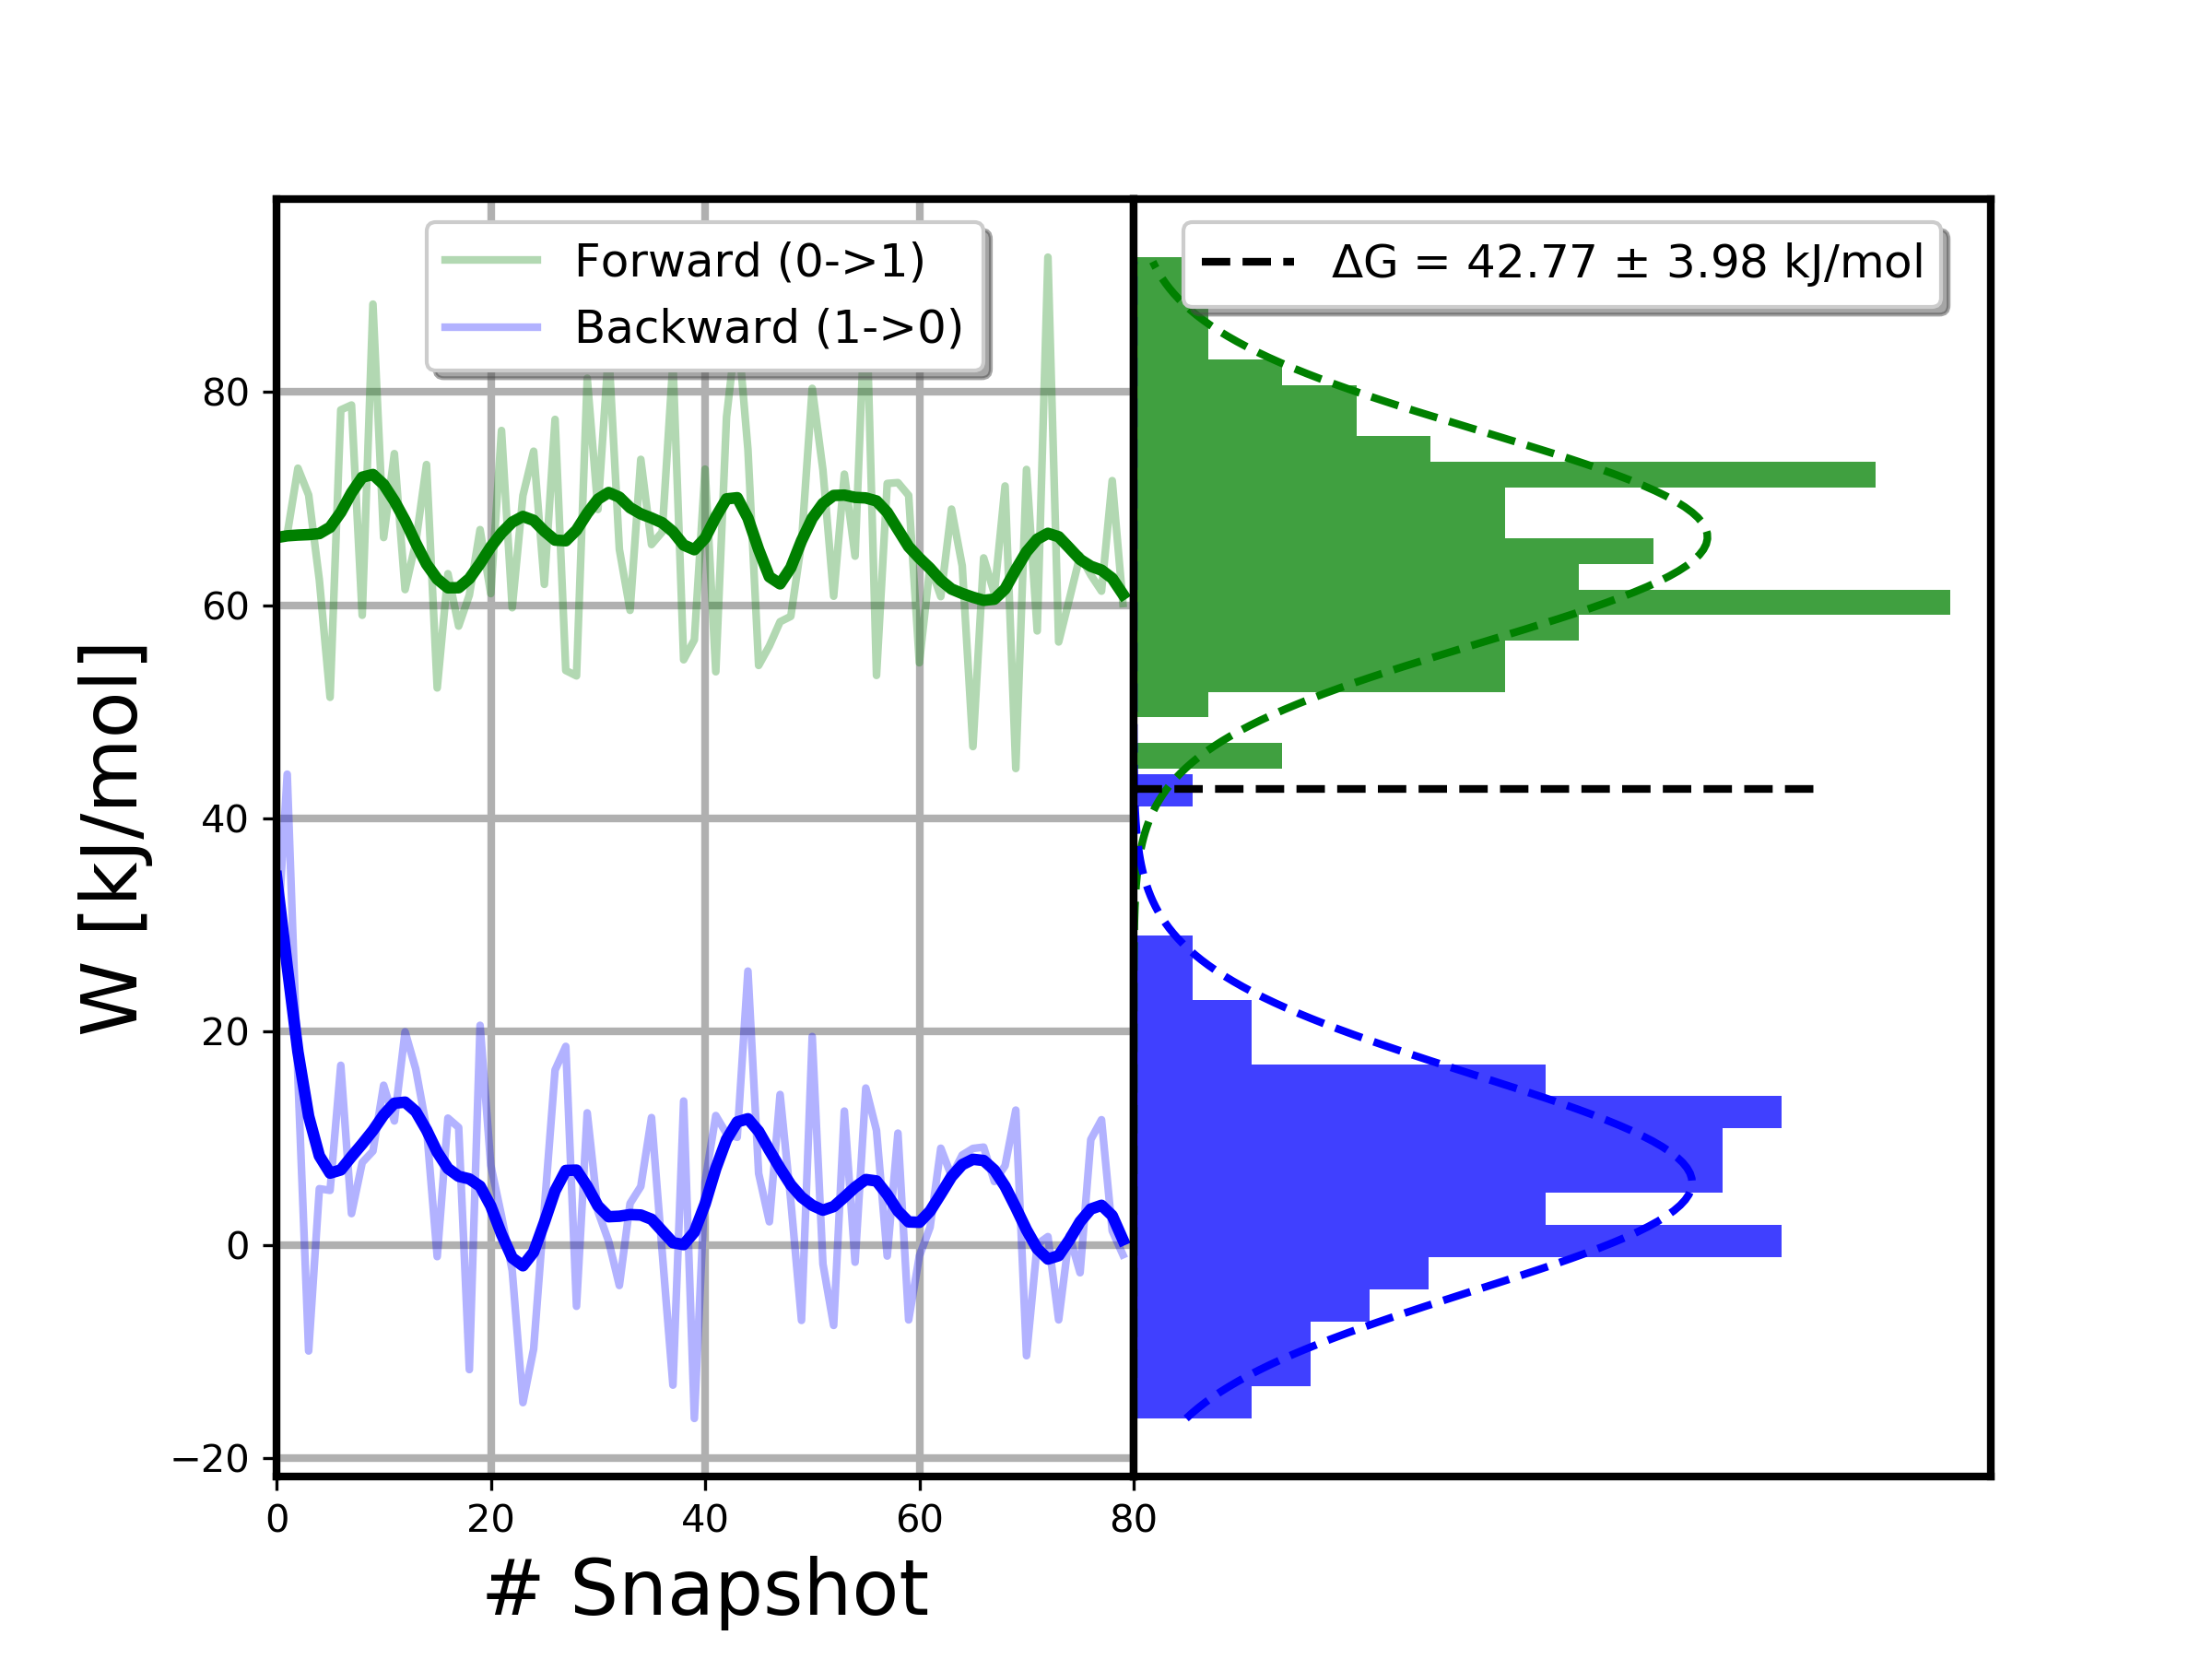 Forward (0->1)
Backward (1->0)
ΔG = 42.77 ± 3.98 kJ/mol
W [kJ/mol]
80
60
40
20
0
−20
0 20 40 60 80
# Snapshot